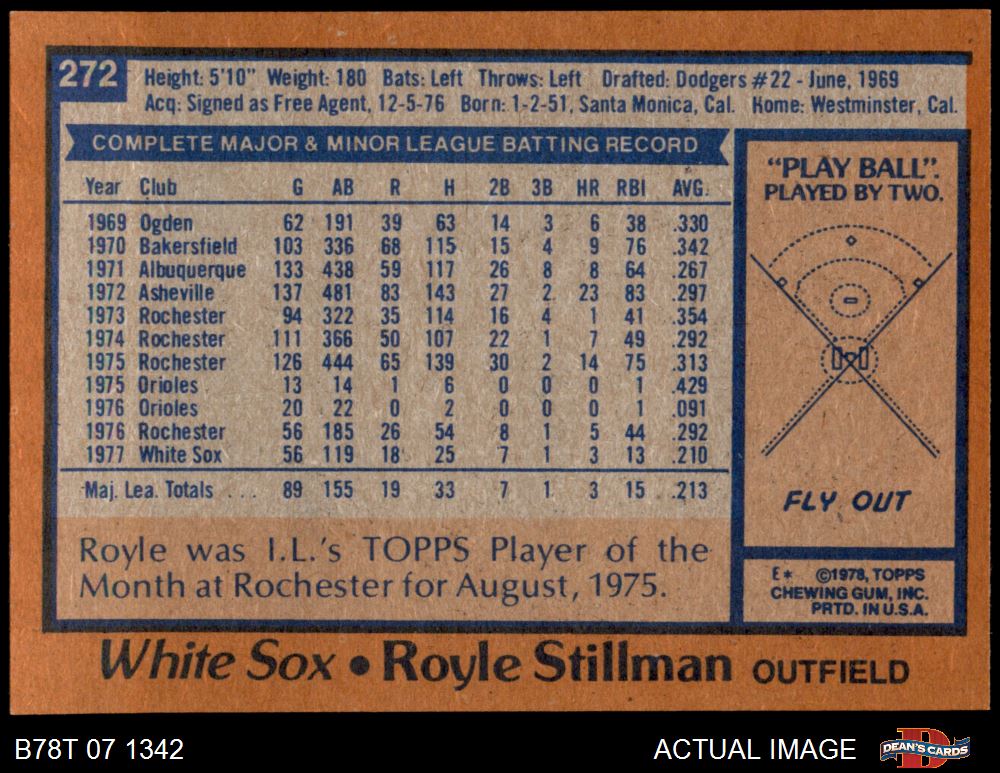 272
Height: 5'10" Weight: 180 Bats: Left Throws: Left Drafted: Dodgers #22 - June, 1969
Acq: Signed as Free Agent, 12-5-76 Born: 1-2-51, Santa Monica, Cal. Home: Westminster, Cal.
COMPLETE MAJOR & MINOR LEAGUE BATTING RECORD
Year Club G AB R H 2B 3B HR RBI AVG.
1969 Ogden 62 191 39 63 14 3 6 38 .330
1970 Bakersfield 103 336 68 115 15 4 9 76 .342
1971 Albuquerque 133 438 59 117 26 8 8 64 .267
1972 Asheville 137 481 83 143 27 2 23 83 .297
1973 Rochester 94 322 35 114 16 4 1 41 .354
1974 Rochester 111 366 50 107 22 1 7 49 .292
1975 Rochester 126 444 65 139 30 2 14 75 .313
1975 Orioles 13 14 1 6 0 0 0 1 .429
1976 Orioles 20 22 0 2 0 0 0 1 .091
1976 Rochester 56 185 26 54 8 1 5 44 .292
1977 White Sox 56 119 18 25 7 1 3 13 .210
Maj. Lea. Totals . . . 89 155 19 33 7 1 3 15 .213
Royle was I.L.'s TOPPS Player of the
Month at Rochester for August, 1975.
"PLAY BALL".
PLAYED BY TWO.
FLY OUT
E* ©1978, TOPPS
CHEWING GUM, INC.
PRTD. IN U.S.A.
White Sox • Royle Stillman OUTFIELD
B78T 07 1342
ACTUAL IMAGE
DEAN'S CARDS